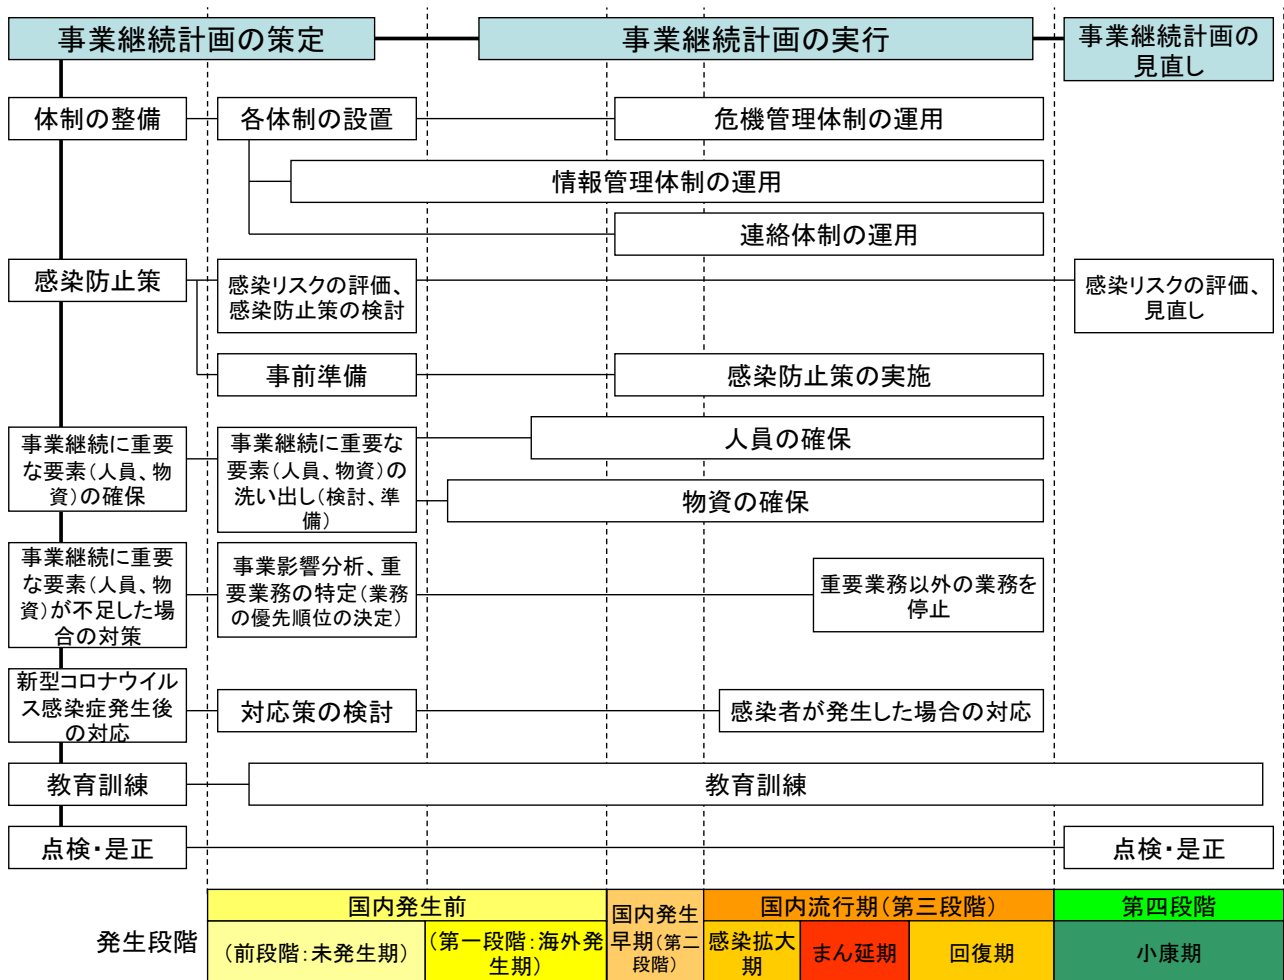 事業継続計画の策定
事業継続計画の実行
事業継続計画の
見直し
体制の整備
各体制の設置
危機管理体制の運用
情報管理体制の運用
連絡体制の運用
感染防止策
感染リスクの評価、
感染防止策の検討
感染リスクの評価、
見直し
事前準備
感染防止策の実施
事業継続に重要
な要素(人員、物
資)の確保
事業継続に重要な
要素(人員、物資)の
洗い出し(検討、準
備)
人員の確保
物資の確保
事業継続に重要
な要素(人員、物
資)が不足した場
合の対策
事業影響分析、重
要業務の特定(業務
の優先順位の決定)
重要業務以外の業務を
停止
新型コロナウイル
ス感染症発生後
の対応
対応策の検討
感染者が発生した場合の対応
教育訓練
教育訓練
点検・是正
点検・是正
発生段階
国内発生前
(前段階:未発生期)
(第一段階:海外発
生期)
国内発生
早期(第二
段階)
国内流行期(第三段階)
感染拡大
期
まん延期
回復期
第四段階
小康期